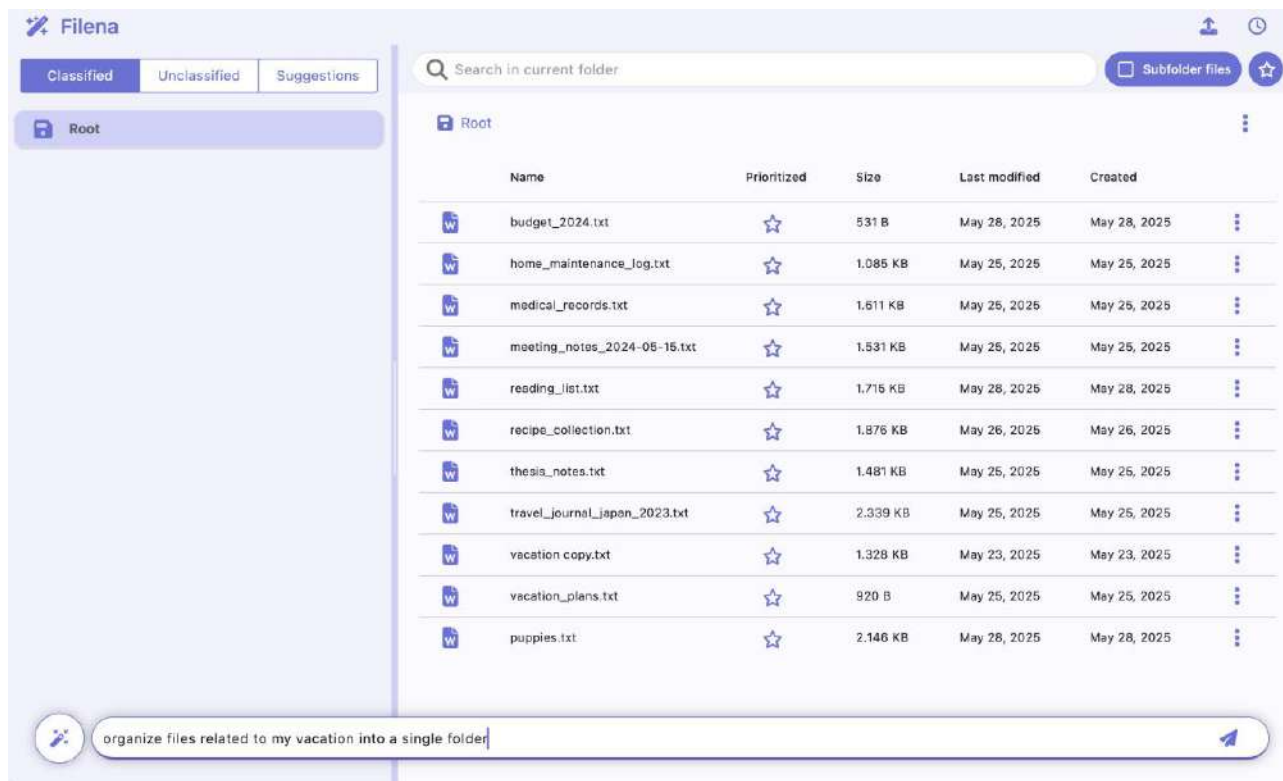 Filena
Classified Unclassified Suggestions
Search in current folder
Subfolder files
Root
Root
Name Prioritized Size Last modified Created
budget_2024.txt 531 B May 28, 2025 May 28, 2025
home_maintenance_log.txt 1.085 KB May 25, 2025 May 25, 2025
medical_records.txt 1.611 KB May 25, 2025 May 25, 2025
meeting_notes_2024-05-15.txt 1.531 KB May 25, 2025 May 25, 2025
reading_list.txt 1.715 KB May 28, 2025 May 28, 2025
recipe_collection.txt 1.876 KB May 26, 2025 May 26, 2025
thesis_notes.txt 1.481 KB May 25, 2025 May 25, 2025
travel_journal_japan_2023.txt 2.339 KB May 25, 2025 May 25, 2025
vacation copy.txt 1.328 KB May 23, 2025 May 23, 2025
vacation_plans.txt 920 B May 25, 2025 May 25, 2025
puppies.txt 2.146 KB May 28, 2025 May 28, 2025
organize files related to my vacation into a single folder